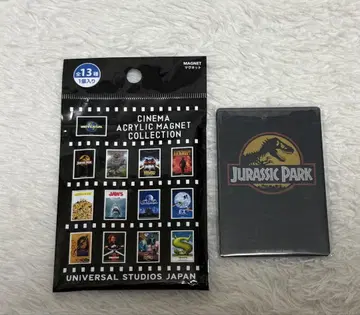 MAGNET
マグネット
全13種
1個入り
CINEMA
ACRYLIC MAGNET
COLLECTION
UNIVERSAL
JAWS
UNIVERSAL STUDIOS JAPAN
JURASSIC PARK